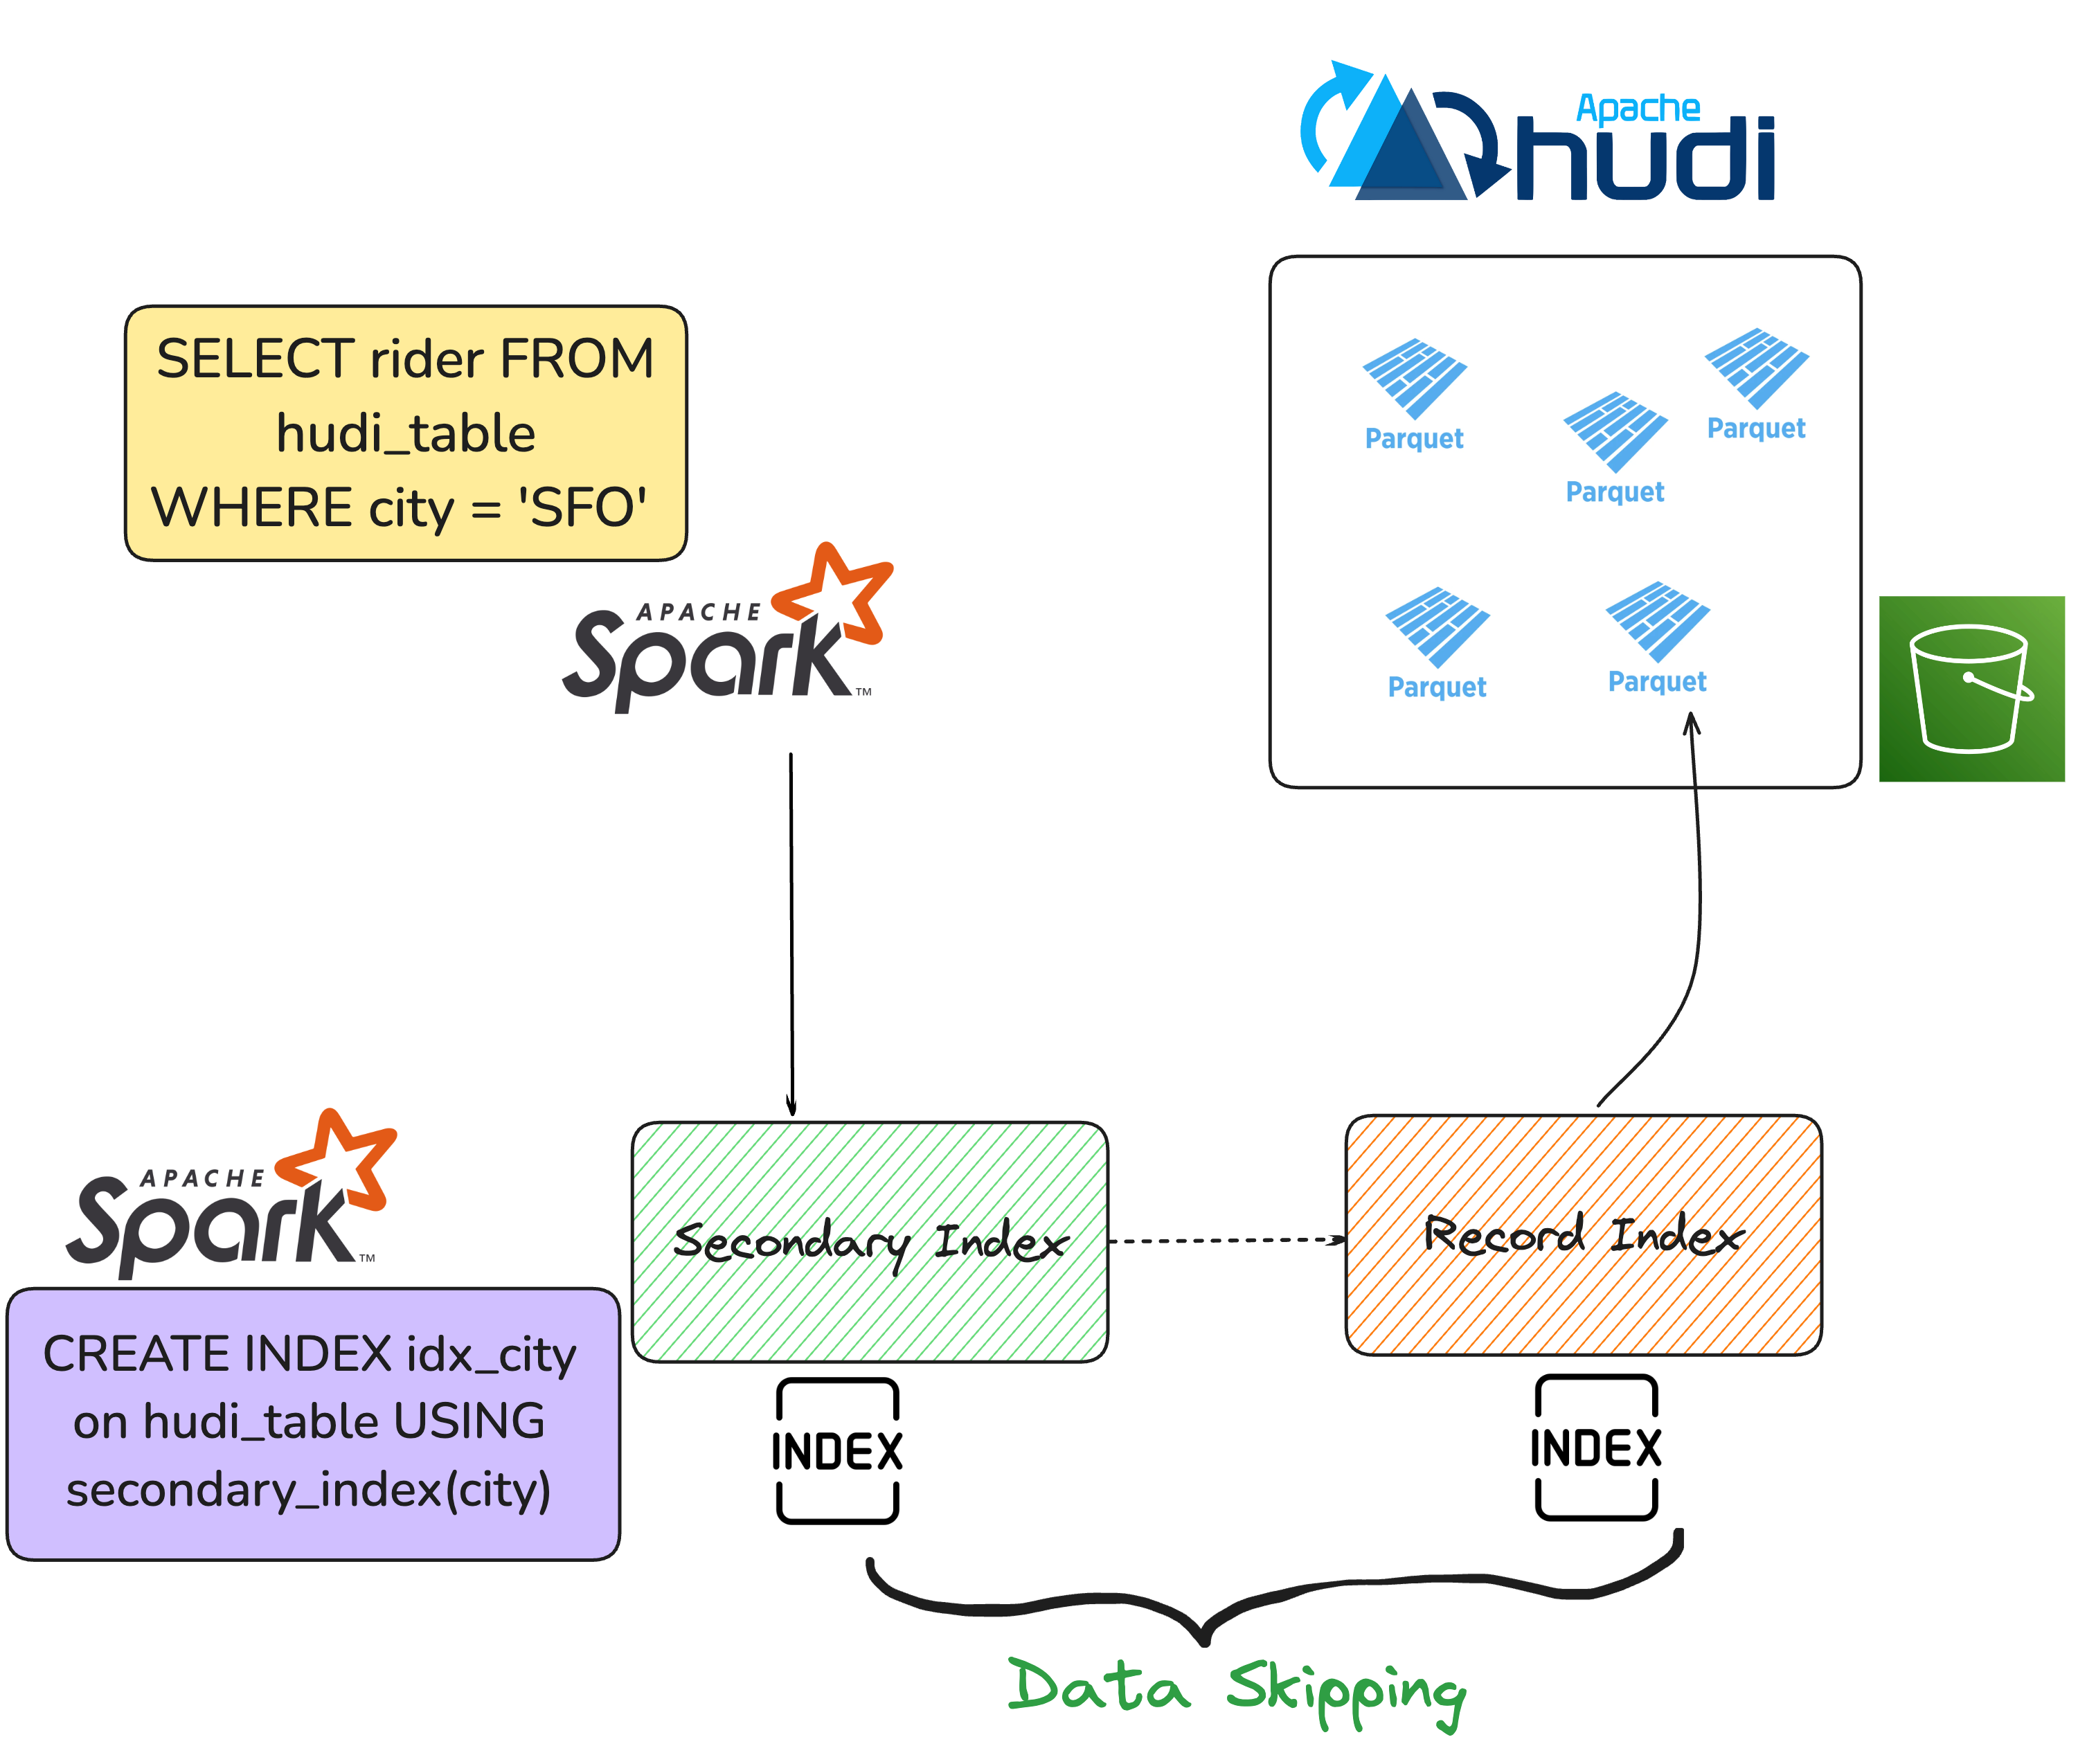 Apache
hudi
SELECT rider FROM
hudi_table
WHERE city = 'SFO'
APACHE
Spark™
Parquet
Parquet
Parquet
Parquet
Parquet
APACHE
Spark™
CREATE INDEX idx_city
on hudi_table USING
secondary_index(city)
Secondary Index
Record Index
INDEX
INDEX
Data Skipping